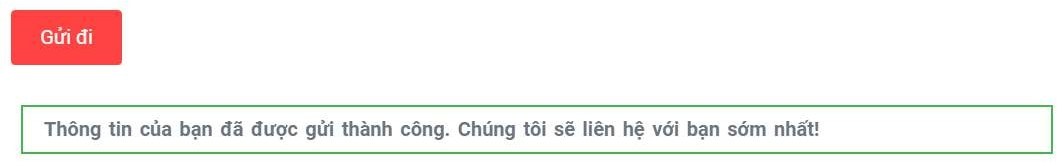 Gửi đi
Thông tin của bạn đã được gửi thành công. Chúng tôi sẽ liên hệ với bạn sớm nhất!